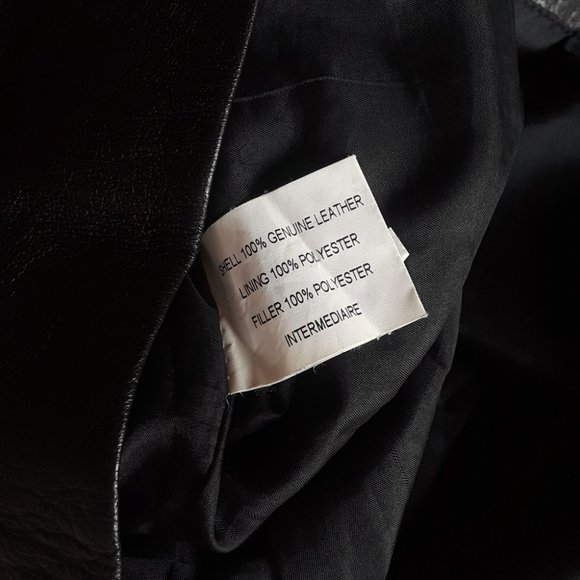 SHELL 100% GENUINE LEATHER
LINING 100% POLYESTER
FILLER 100% POLYESTER
INTERMEDIAIRE